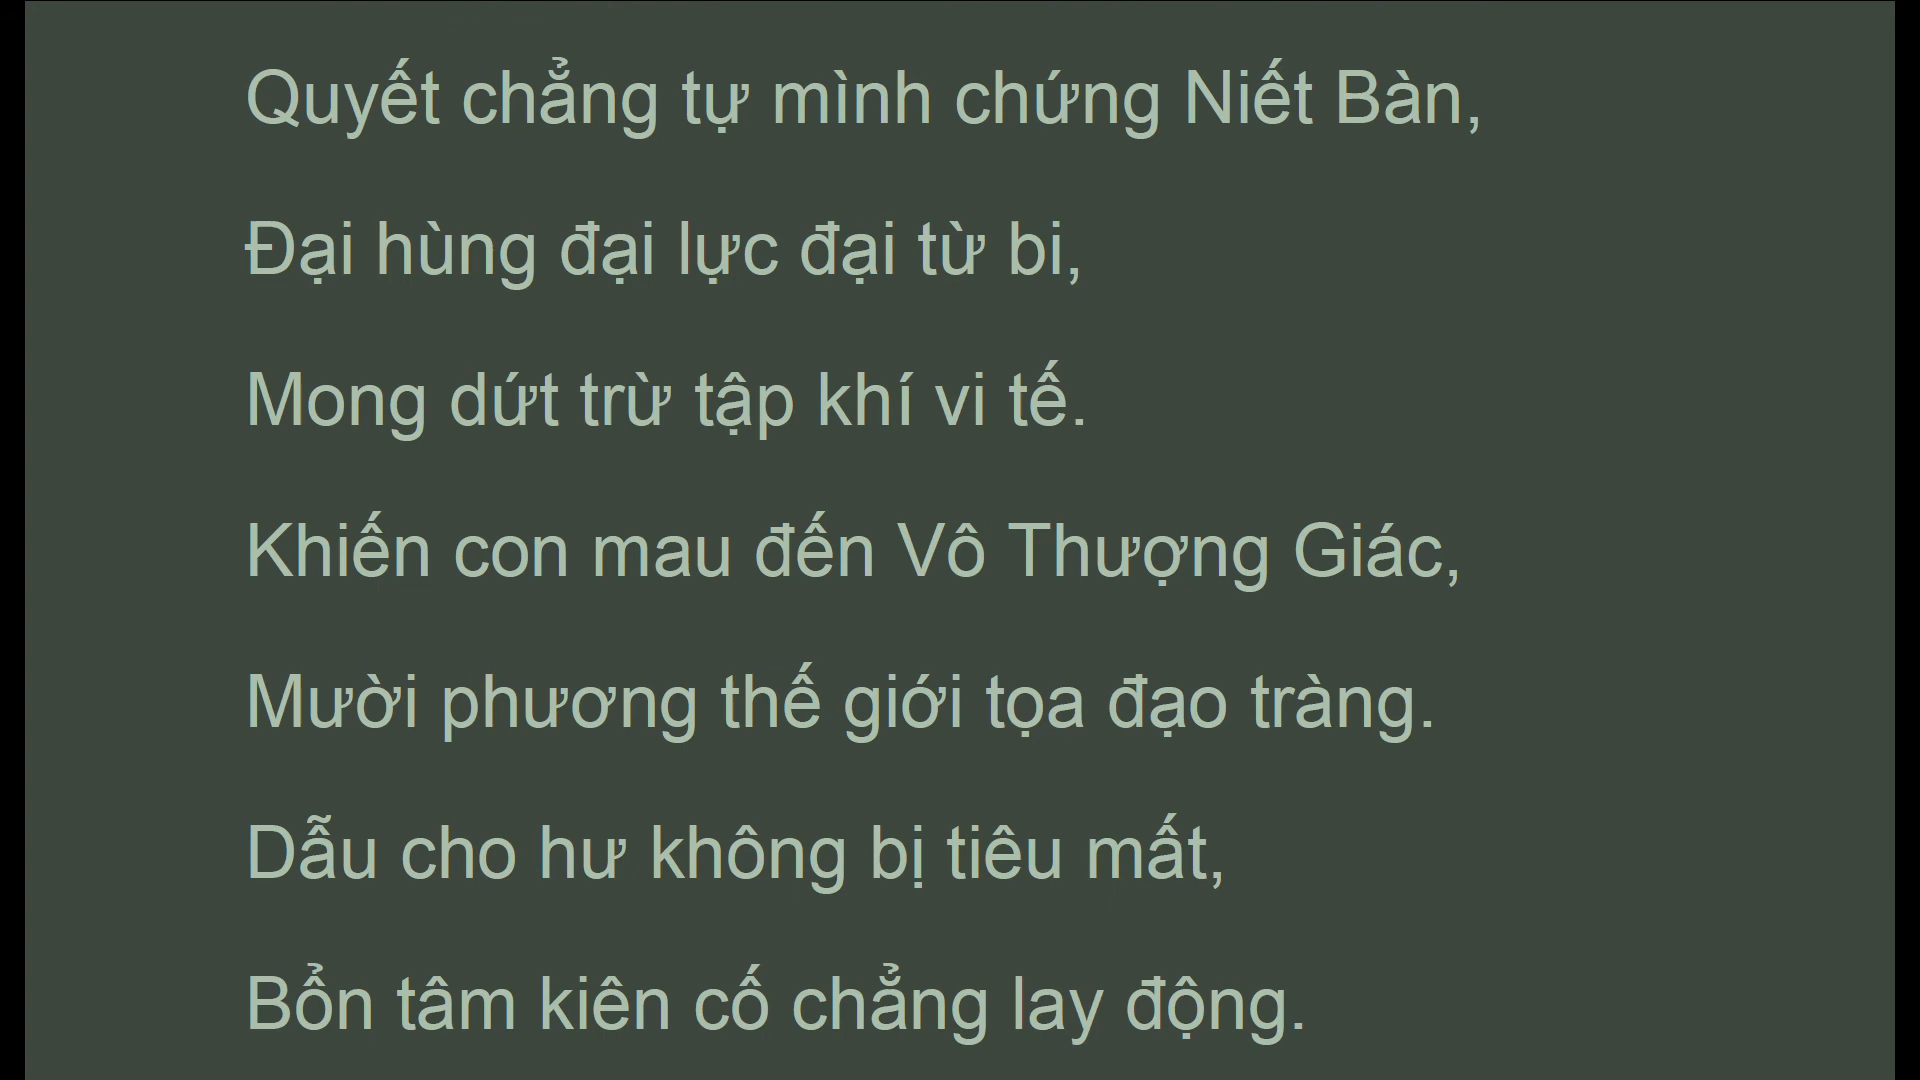 Quyết chẳng tự mình chứng Niết Bàn,
Đại hùng đại lực đại từ bi,
Mong dứt trừ tập khí vi tế.
Khiến con mau đến Vô Thượng Giác,
Mười phương thế giới tọa đạo tràng.
Dẫu cho hư không bị tiêu mất,
Bổn tâm kiên cố chẳng lay động.